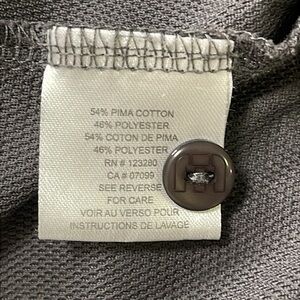 54% PIMA COTTON
46% POLYESTER
54% COTON DE PIMA
46% POLYESTER
RN # 123280
CA # 07099
SEE REVERSE
FOR CARE
VOIR AU VERSO POUR
INSTRUCTIONS DE LAVAGE